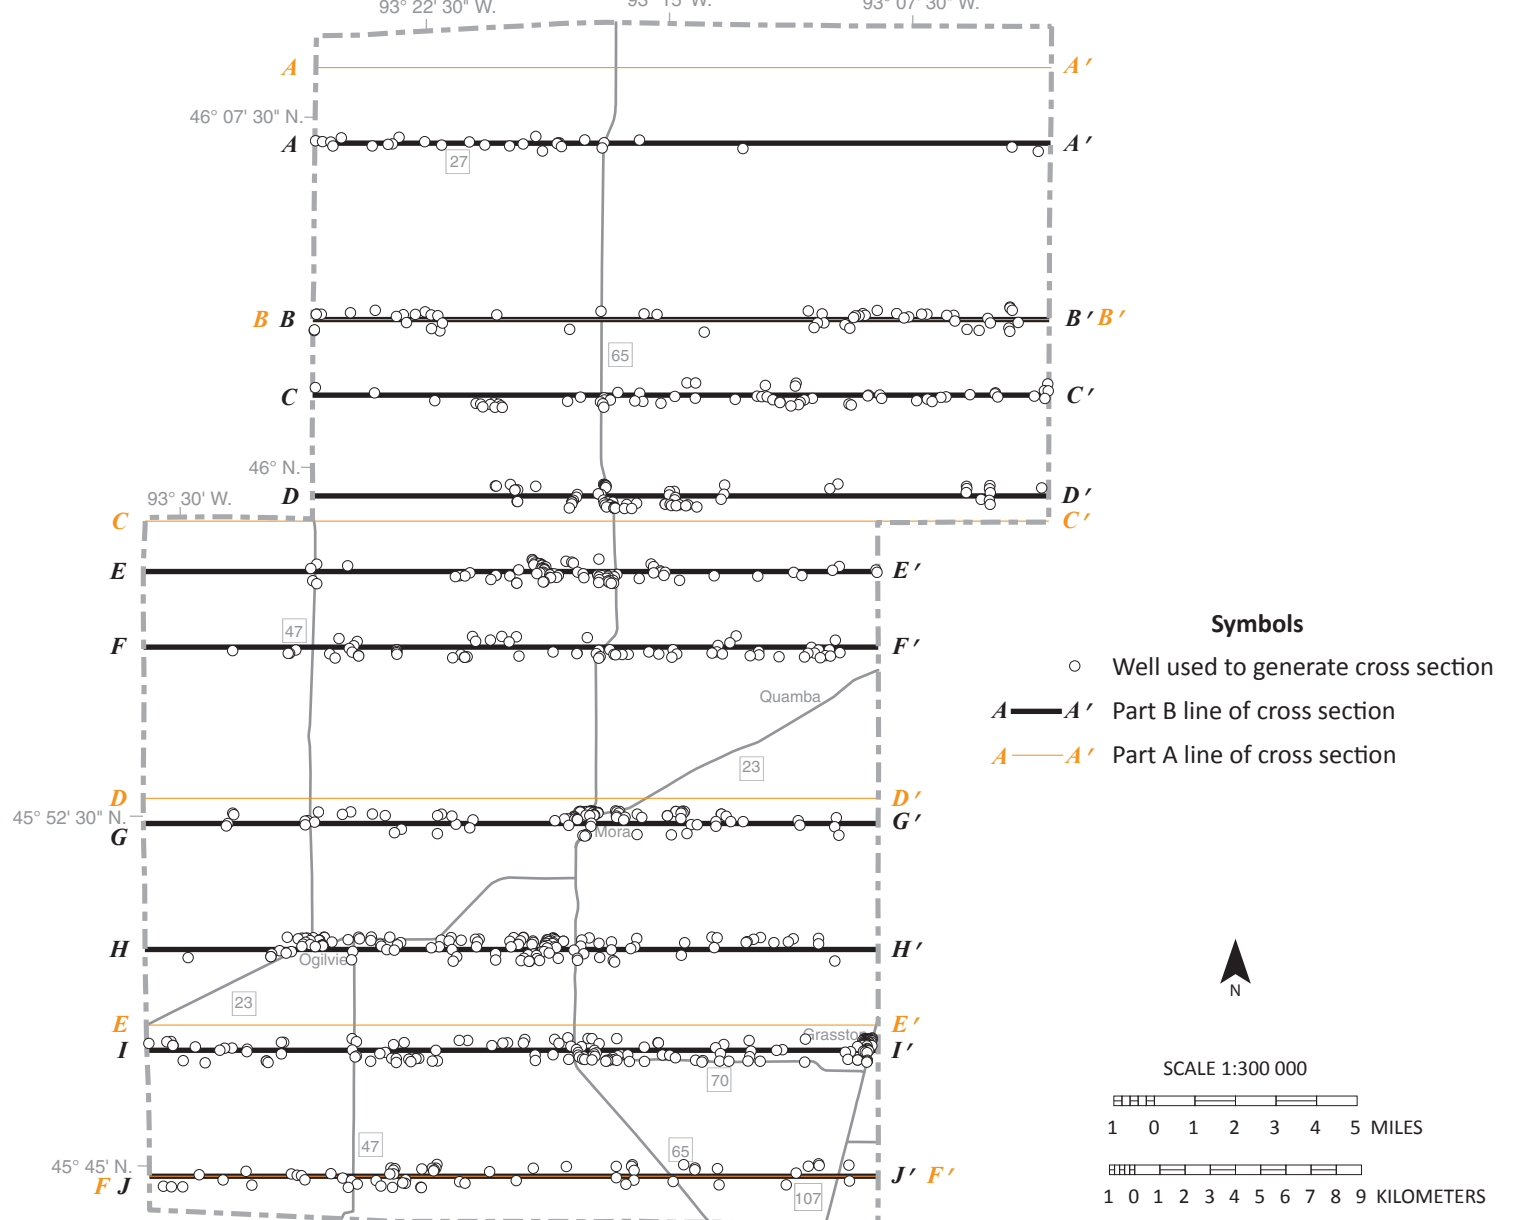 93° 22' 30" W.
93° 15' W.
93° 07' 30" W.
A A′
46° 07' 30" N.
A A′
27
B B B′ B′
65
C C′
46° N.
D D′
93° 30' W.
C C′
E E′
47
F F′
Quamba
23
D D′
45° 52' 30" N.
G G′
Mora
H H′
Ogilvie
23
E E′
Grasston
I I′
70
47
65
45° 45' N.
F J J′ F′
107
Symbols
Well used to generate cross section
A A′ Part B line of cross section
A A′ Part A line of cross section
N
SCALE 1:300 000
1 0 1 2 3 4 5 MILES
1 0 1 2 3 4 5 6 7 8 9 KILOMETERS